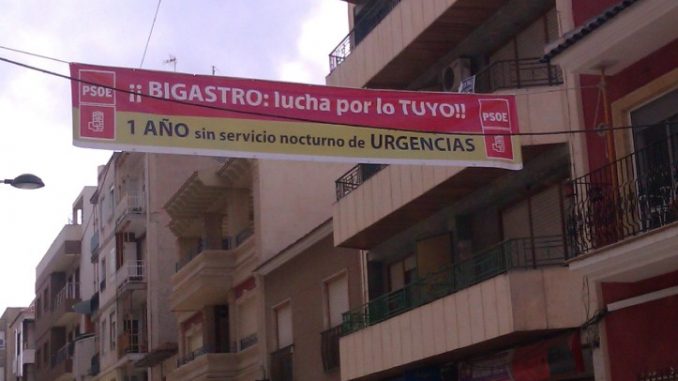 PSOE
¡¡ BIGASTRO: lucha por lo TUYO!!
1 AÑO sin servicio nocturno de URGENCIAS
PSOE